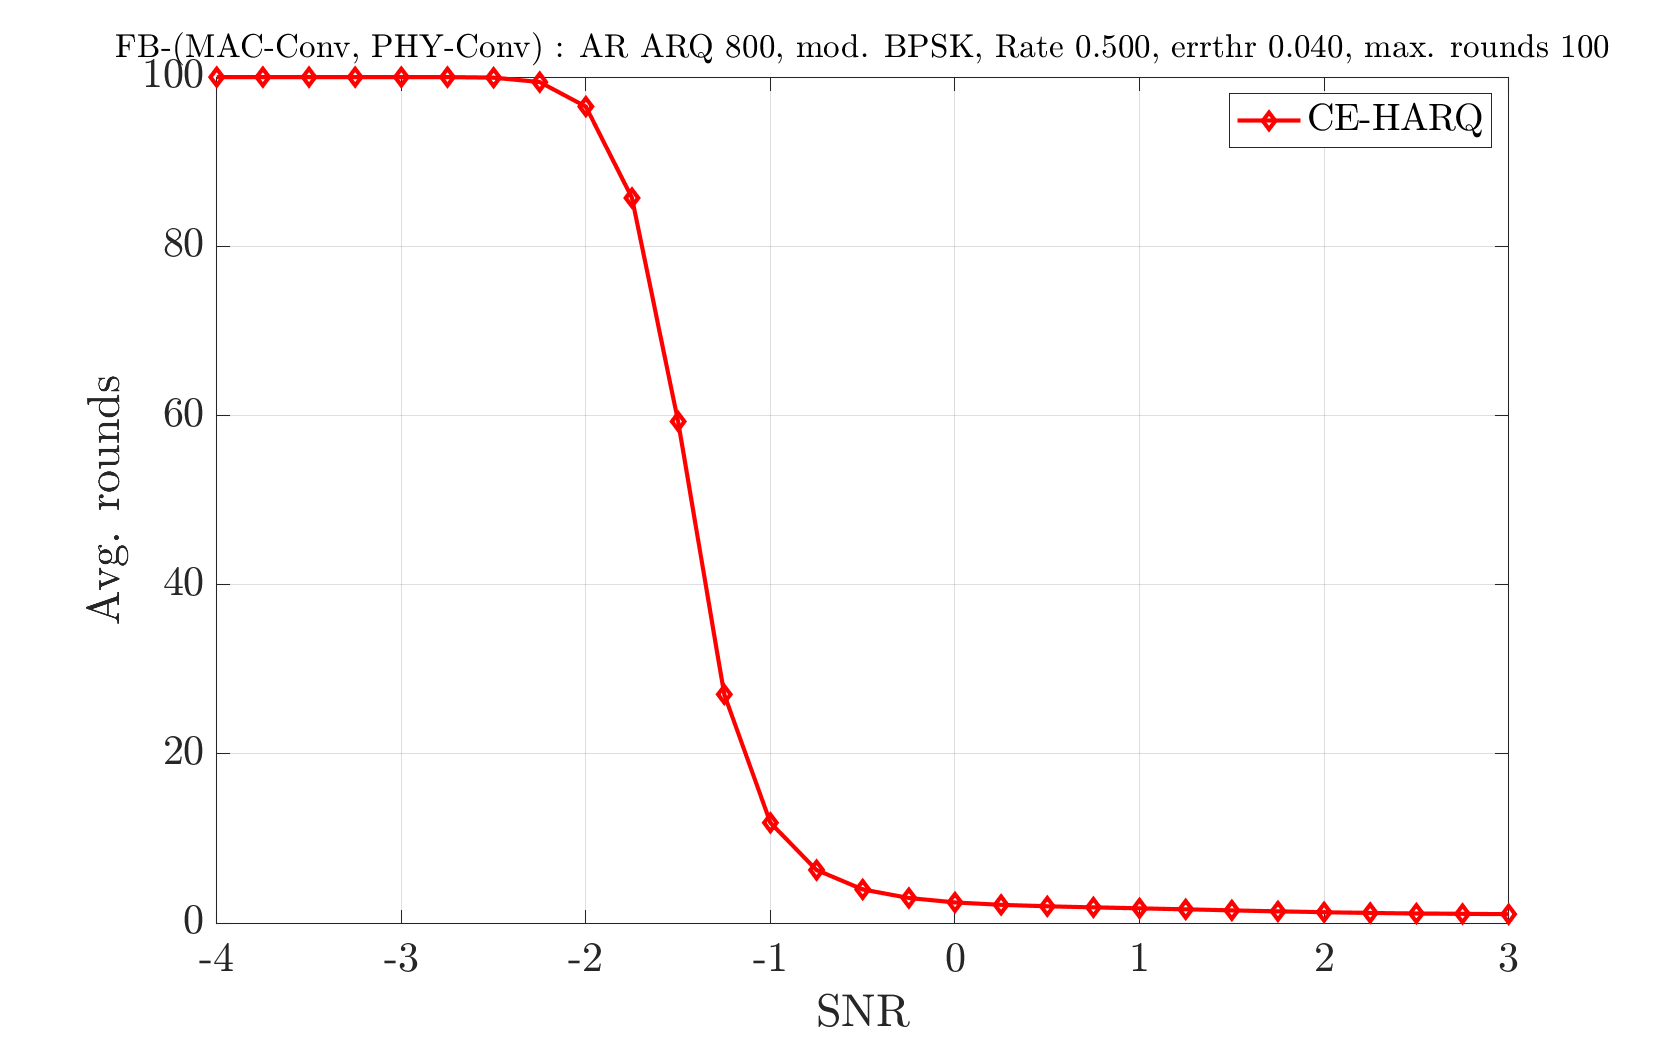 FB-(MAC-Conv, PHY-Conv) : AR ARQ 800, mod. BPSK, Rate 0.500, errthr 0.040, max. rounds 100
CE-HARQ
100
80
60
40
20
0
Avg. rounds
-4 -3 -2 -1 0 1 2 3
SNR